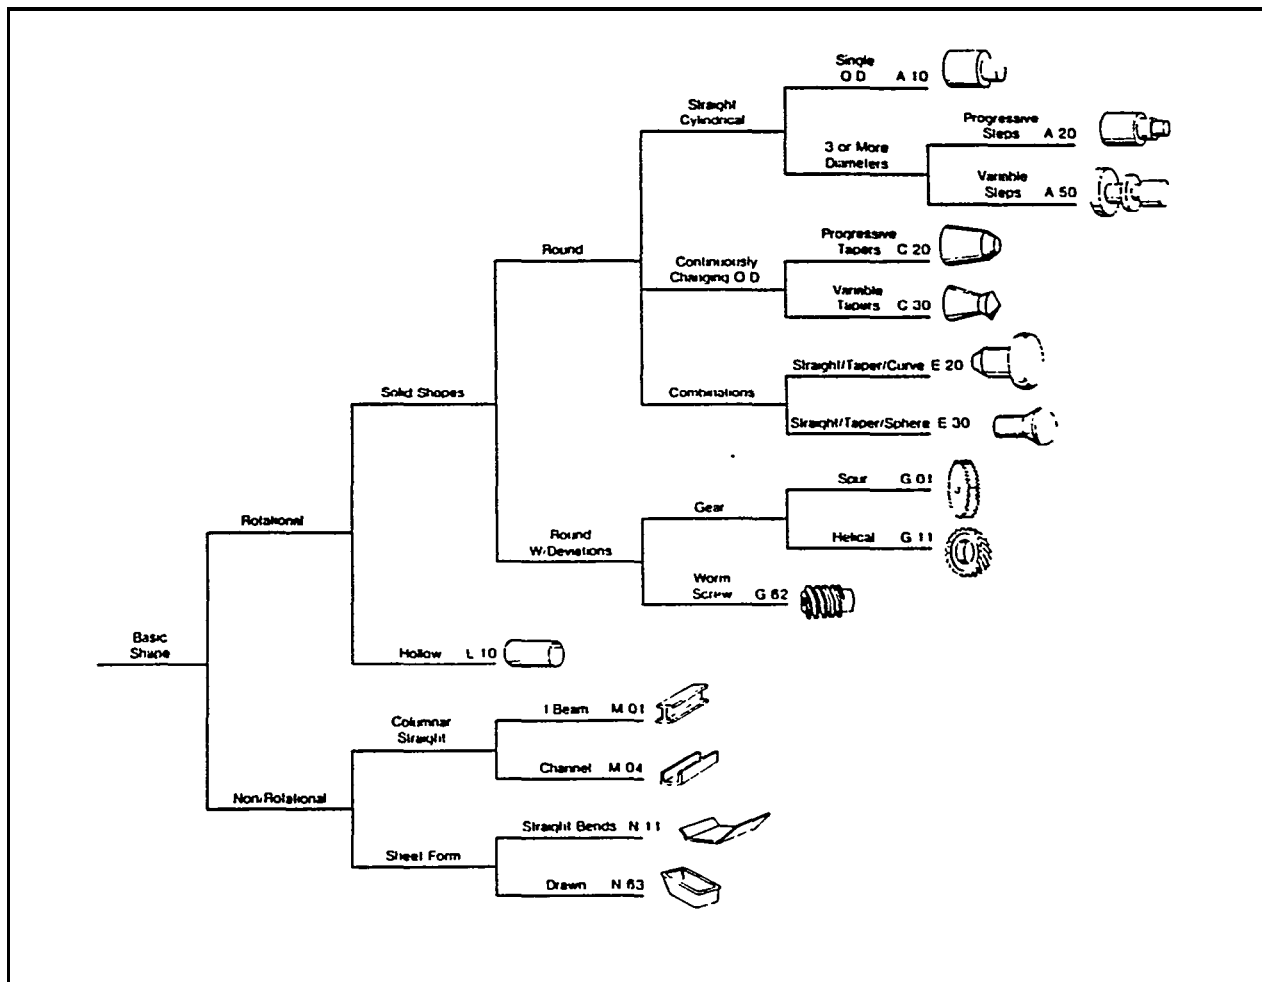 Single
O D A 10
Straight
Cylindrical
Progressive
Steps A 20
3 or More
Diameters
Variable
Steps A 50
Round
Progressive
Tapers C 20
Continuously
Changing O D
Variable
Tapers C 30
Solid Shapes
Straight/Taper/Curve E 20
Combinations
Straight/Taper/Sphere E 30
Spur G 01
Gear
Rotational
Round
W/Deviations
Helical G 11
Worm
Screw G 62
Basic
Shape
Hollow L 10
I Beam M 01
Columnar
Straight
Channel M 04
Non/Rotational
Straight Bends N 11
Sheet Form
Drawn N 63